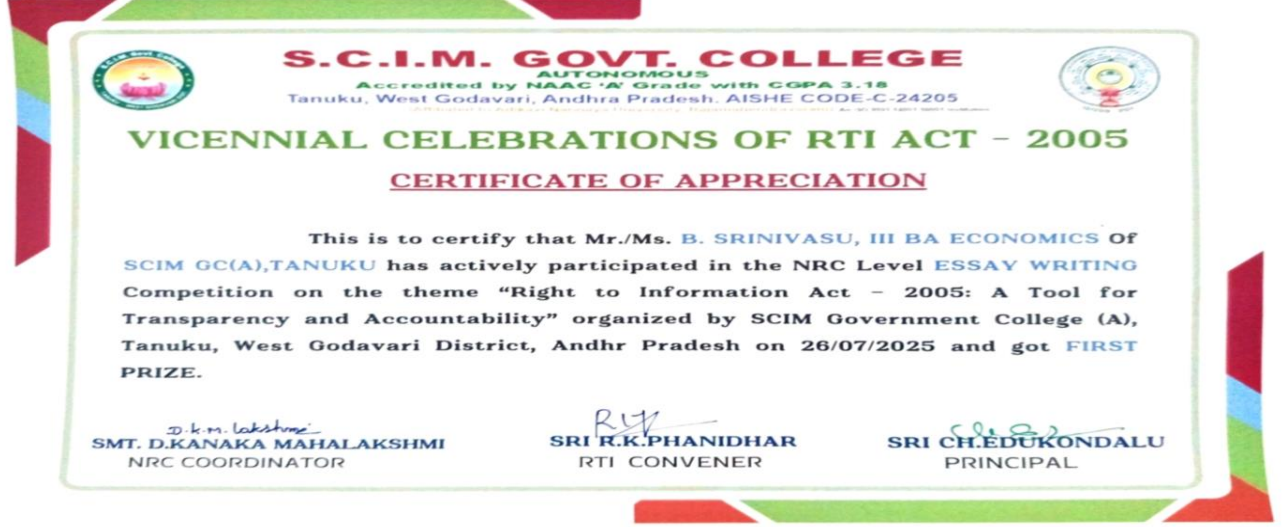 S.C.I.M. GOVT. COLLEGE
AUTONOMOUS
Accredited by NAAC 'A' Grade with CGPA 3.18
Tanuku, West Godavari, Andhra Pradesh, AISHE CODE-C-24205
VICENNIAL CELEBRATIONS OF RTI ACT - 2005
CERTIFICATE OF APPRECIATION
This is to certify that Mr./Ms. B. SRINIVASU, III BA ECONOMICS Of
SCIM GC(A),TANUKU has actively participated in the NRC Level ESSAY WRITING
Competition on the theme “Right to Information Act – 2005: A Tool for
Transparency and Accountability” organized by SCIM Government College (A),
Tanuku, West Godavari District, Andhr Pradesh on 26/07/2025 and got FIRST
PRIZE.
D.k.m. lakshmi
SMT. D.KANAKA MAHALAKSHMI
NRC COORDINATOR
SRI R.K.PHANIDHAR
RTI CONVENER
SRI CH.EDUKONDALU
PRINCIPAL